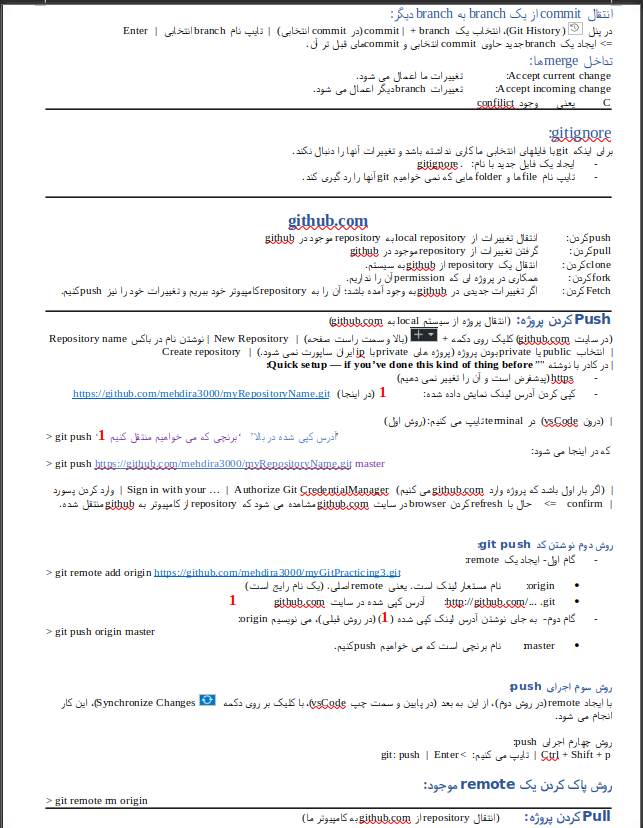 انتقال commit از یک branch به branch دیگر:
در پنل (Git History)، انتخاب یک commit | + branch (در commit انتخابی) | تایپ نام branch انتخابی | Enter
=> ایجاد یک branch جدید حاوی commit انتخابی و commitهای قبل تر آن.
تداخل mergeها:
Accept current change: تغییرات ما اعمال می شود.
Accept incoming change: تعییرات branch دیگر اعمال می شود.
C یعنی وجود confilict
gitignore:
برای اینکه git با فایلهای انتخابی ما کاری نداشته باشد و تغییرات آنها را دنبال نکند.
- ایجاد یک فایل جدید با نام: .gitignore
- تایپ نام fileها و folderهایی که نمی خواهیم git آنها را رد گیری کند.
github.com
push کردن: انتقال تغییرات از local repository به repository موجود در github
pull کردن: گرفتن تغییرات از repository موجود در github
clone کردن: انتقال یک repository از github به سیستم.
fork کردن: همکاری در پروژه ای که permission آن را نداریم.
Fetch کردن: اگر تغییرات جدیدی در github به وجود آمده باشد؛ آن را به repository کامپیوتر خود ببریم و تغییرات خود را نیز push کنیم.
Push کردن پروژه: (انتقال پروژه از سیستم local به github.com)
(در سایت github.com) کلیک روی دکمه + (بالا و سمت راست صفحه) | New Repository | نوشتن نام در باکس Repository name
| انتخاب public یا private بودن پروژه (پروژه های private با ip ایران ساپورت نمی شود.) | Create repository
| در کادر با نوشته "Quick setup — if you've done this kind of thing before":
- https (پیشفرض است و آن را تغییر نمی دهیم)
- کپی کردن آدرس لینک نمایش داده شده: 1 (در اینجا) https://github.com/mehdira3000/myRepositoryName.git
| (درون vsCode) در terminal تایپ می کنیم: (روش اول)
> git push '1 آدرس کپی شده در بالا' 'برنچی که می خواهیم منتقل کنیم'
که در اینجا می شود:
> git push https://github.com/mehdira3000/myRepositoryName.git master
| (اگر بار اول باشد که پروژه وارد github.com می کنیم) Sign in with your … | Authorize Git CredentialManager | وارد کردن پسورد
| confirm => حال با refresh کردن browser در سایت github.com مشاهده می شود که repository از کامپیوتر به github منتقل شده.
روش دوم نوشتن کد git push:
- گام اول- ایجاد یک remote:
> git remote add origin https://github.com/mehdira3000/myGitPracticing3.git
• origin: نام مستعار لینک است. یعنی remote اصلی. (یک نام رایج است)
• http://github.com/... .git: آدرس کپی شده در سایت github.com 1
- گام دوم- به جای نوشتن آدرس لینک کپی شده (1) (در روش قبلی)، می نویسیم origin:
> git push origin master
• master: نام برنچی است که می خواهیم push کنیم.
روش سوم اجرای push:
با ایجاد remote (در روش دوم)، از این به بعد (در پایین و سمت چپ vsCode)، با کلیک بر روی دکمه Synchronize Changes، این کار
انجام می شود.
روش چهارم اجرای push:
Ctrl + Shift + p | تایپ می کنیم: >git: push | Enter
روش پاک کردن یک remote موجود:
> git remote rm origin
Pull کردن پروژه: (انتقال repository از github.com به کامپیوتر ما)